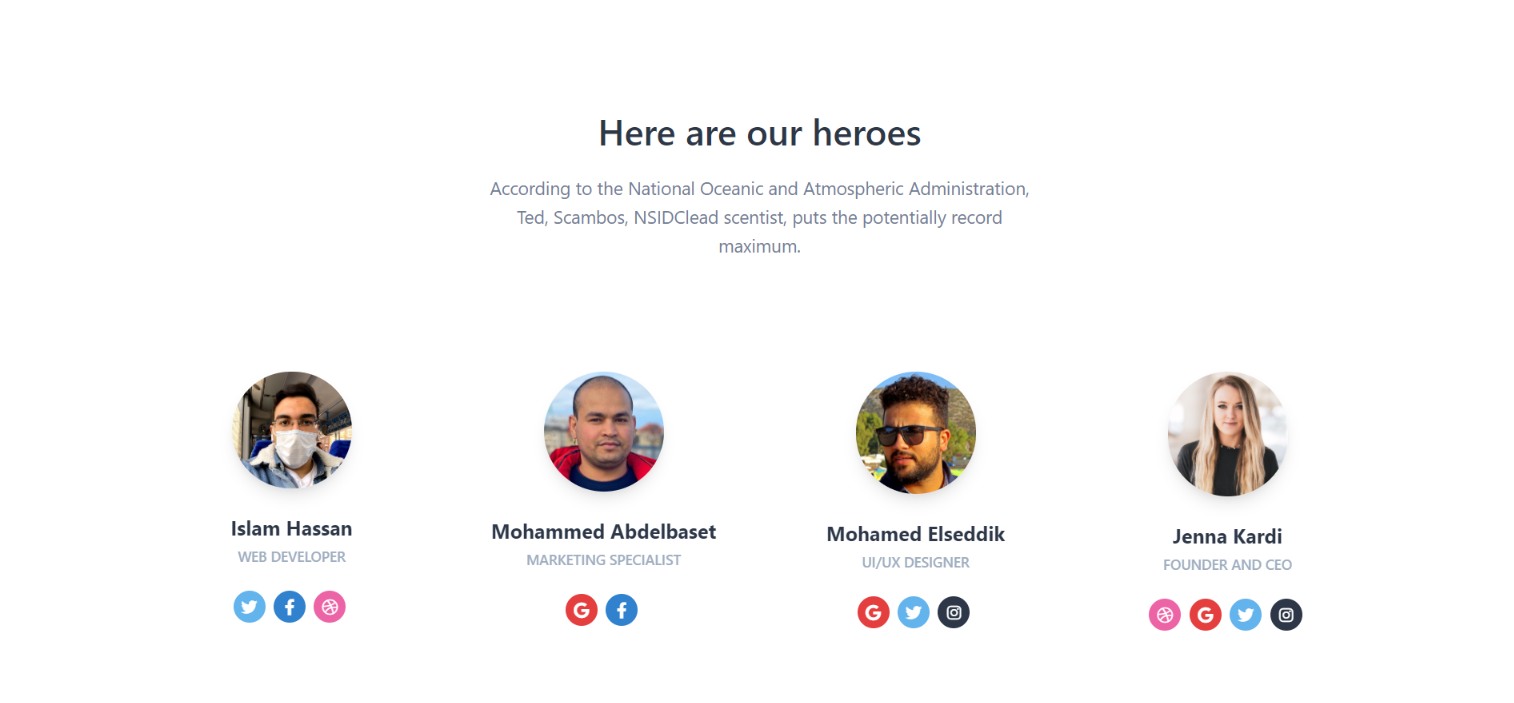 Here are our heroes
According to the National Oceanic and Atmospheric Administration,
Ted, Scambos, NSIDClead scentist, puts the potentially record
maximum.
Islam Hassan
WEB DEVELOPER
Mohammed Abdelbaset
MARKETING SPECIALIST
Mohamed Elseddik
UI/UX DESIGNER
Jenna Kardi
FOUNDER AND CEO